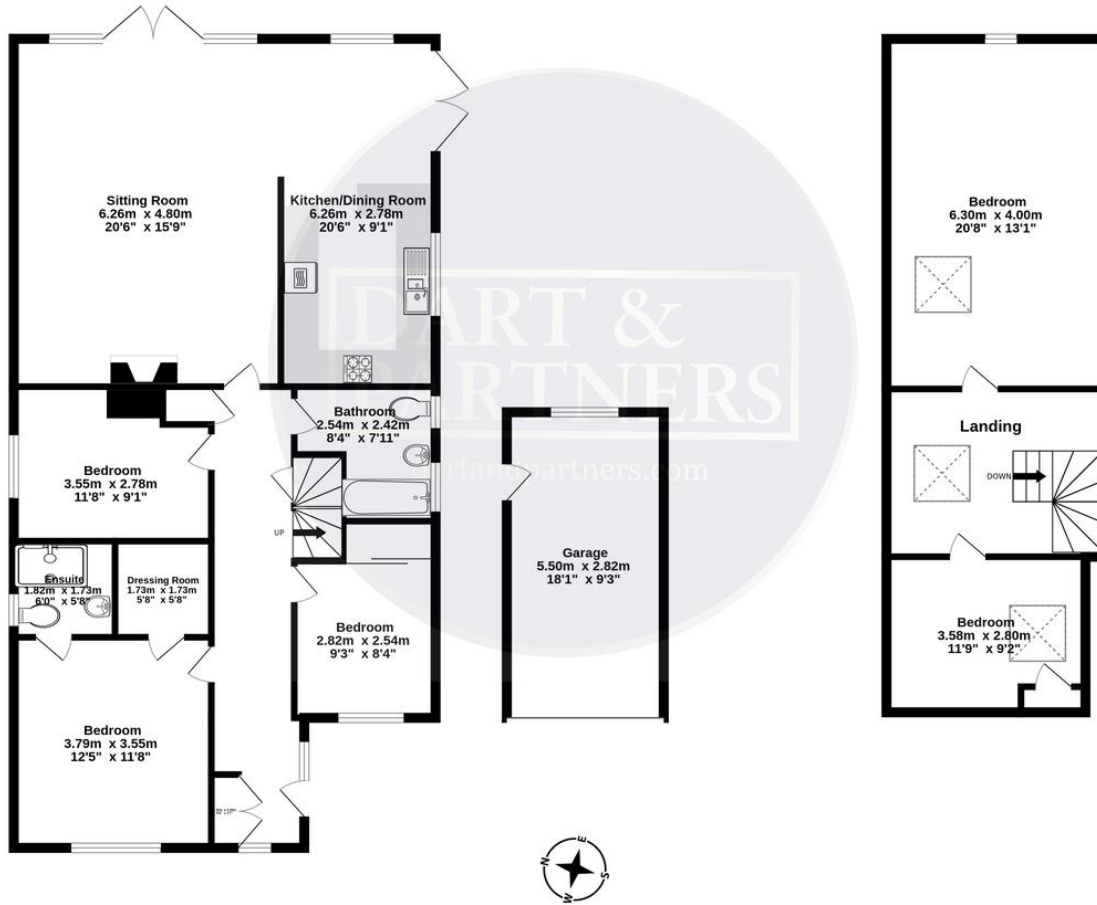 Sitting Room
6.26m x 4.80m
20'6" x 15'9"
Kitchen/Dining Room
6.26m x 2.78m
20'6" x 9'1"
Bedroom
6.30m x 4.00m
20'8" x 13'1"
DART &
PARTNERS
dartandpartners.com
Bathroom
2.54m x 2.42m
8'4" x 7'11"
Landing
DOWN
Bedroom
3.55m x 2.78m
11'8" x 9'1"
UP
Garage
5.50m x 2.82m
18'1" x 9'3"
Ensuite
1.82m x 1.73m
6'0" x 5'8"
Dressing Room
1.73m x 1.73m
5'8" x 5'8"
Bedroom
2.82m x 2.54m
9'3" x 8'4"
Bedroom
3.58m x 2.80m
11'9" x 9'2"
Bedroom
3.79m x 3.55m
12'5" x 11'8"
N
E
S
W